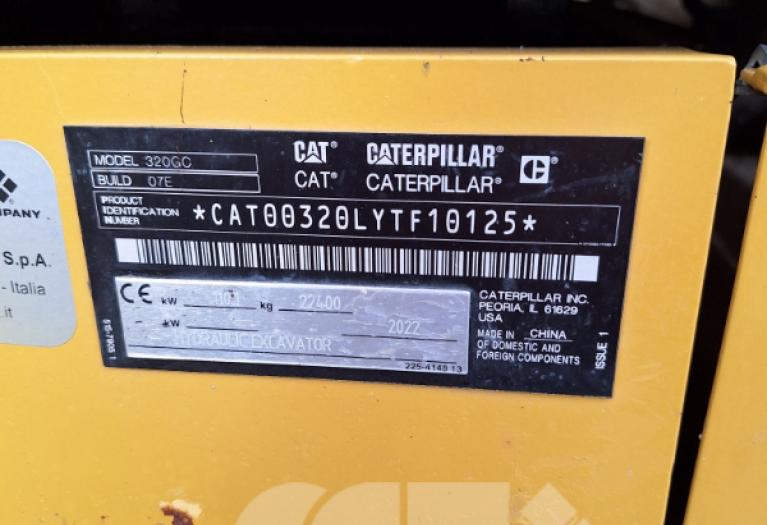 MPANY
S.p.A.
- Italia
.it
MODEL 320GC
BUILD 07E
CAT® CATERPILLAR®
CAT® CATERPILLAR®
PRODUCT
IDENTIFICATION
NUMBER
*CAT00320LYTF10125*
CE kW kg 22400
kW 2022
HYDRAULIC EXCAVATOR
225-4148 13
CATERPILLAR INC.
PEORIA, IL 61629
USA
MADE IN CHINA
OF DOMESTIC AND
FOREIGN COMPONENTS
ISSUE 1